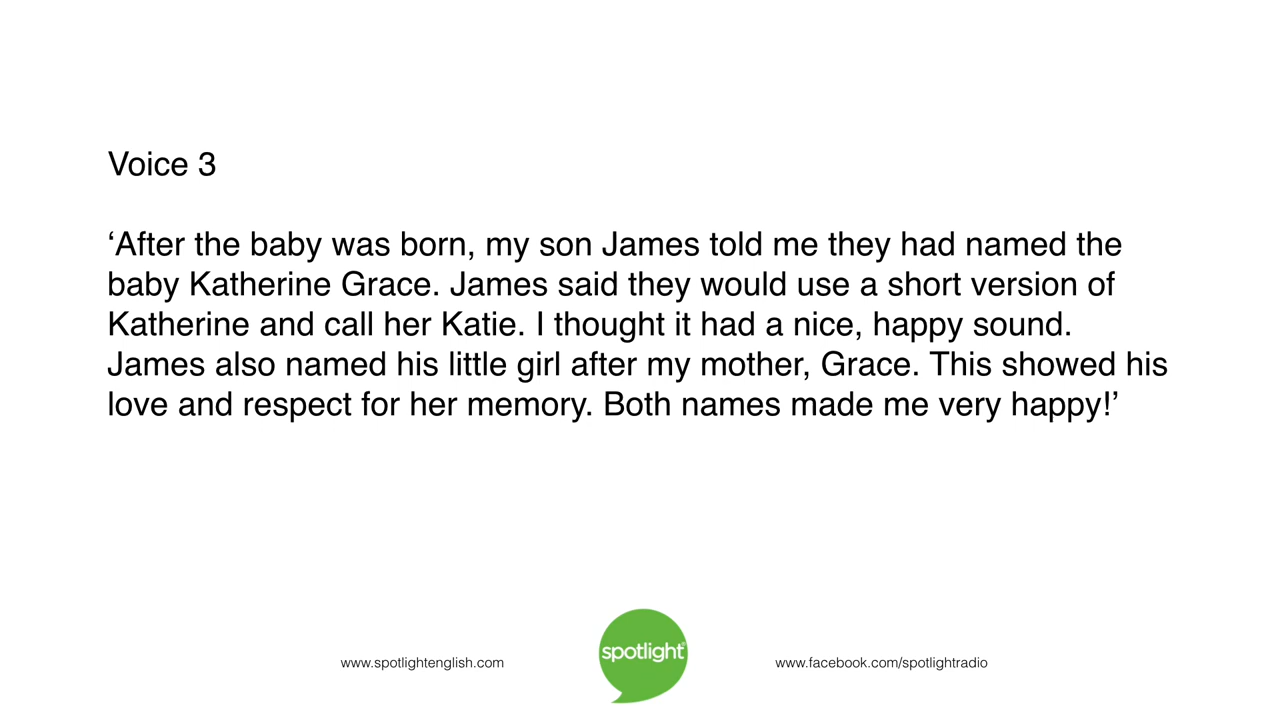 Voice 3
‘After the baby was born, my son James told me they had named the
baby Katherine Grace. James said they would use a short version of
Katherine and call her Katie. I thought it had a nice, happy sound.
James also named his little girl after my mother, Grace. This showed his
love and respect for her memory. Both names made me very happy!’
www.spotlightenglish.com
spotlight®
www.facebook.com/spotlightradio